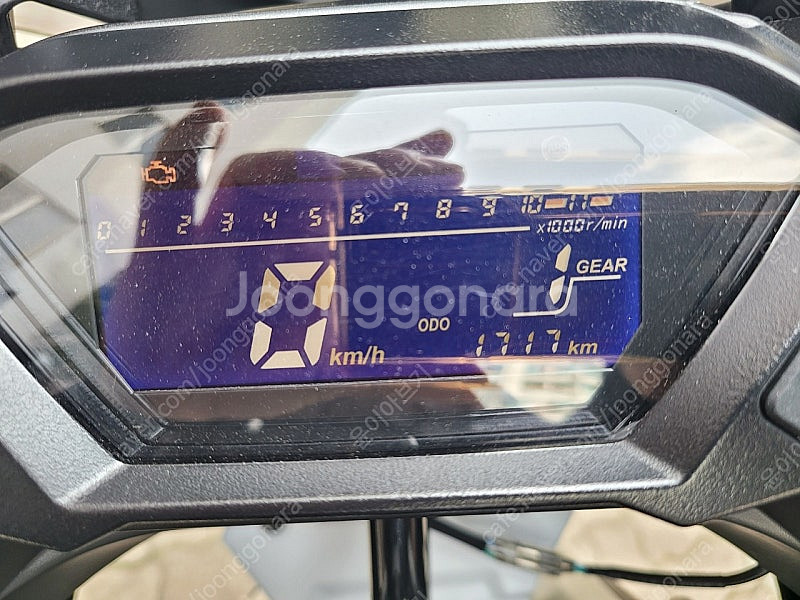 0 1 2 3 4 5 6 7 8 9 10 11
x1000r/min
1 GEAR
Joonggonara
0 km/h
ODO
1717 km